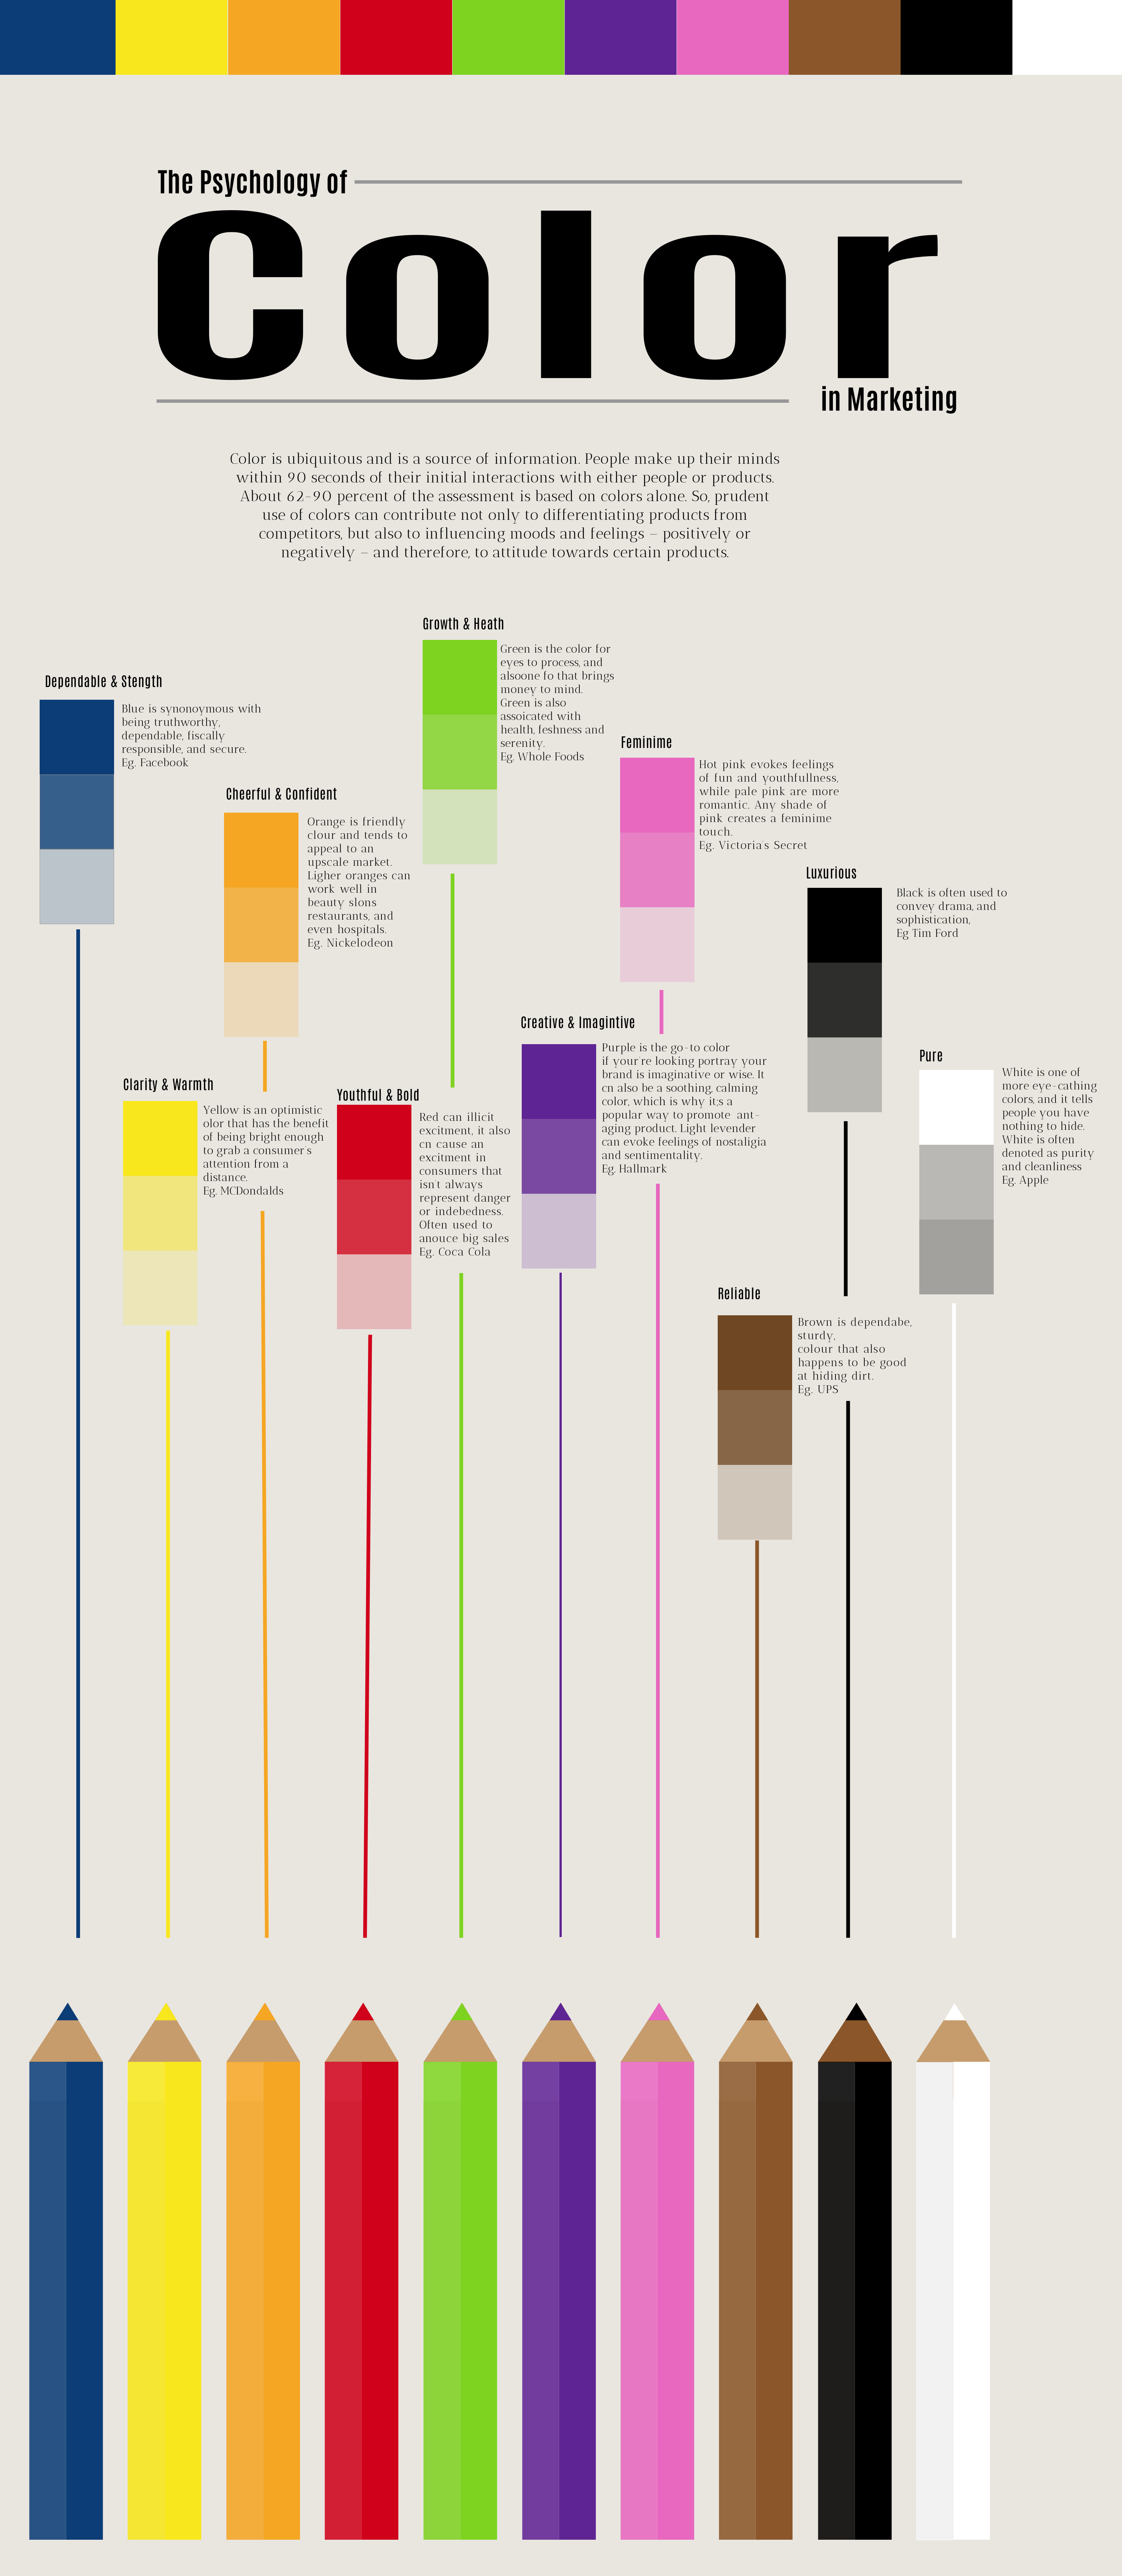 The Psychology of
Color
in Marketing
Color is ubiquitous and is a source of information. People make up their minds
within 90 seconds of their initial interactions with either people or products.
About 62-90 percent of the assessment is based on colors alone. So, prudent
use of colors can contribute not only to differentiating products from
competitors, but also to influencing moods and feelings – positively or
negatively – and therefore, to attitude towards certain products.
Growth & Heath
Green is the color for
eyes to process, and
alsoone fo that brings
money to mind.
Green is also
assoicated with
health, feshness and
serenity.
Eg. Whole Foods
Dependable & Stength
Blue is synonoymous with
being truthworthy,
dependable, fiscally
responsible, and secure.
Eg. Facebook
Feminime
Hot pink evokes feelings
of fun and youthfullness,
while pale pink are more
romantic. Any shade of
pink creates a feminime
touch.
Eg. Victoria's Secret
Cheerful & Confident
Orange is friendly
clour and tends to
appeal to an
upscale market.
Ligher oranges can
work well in
beauty slons
restaurants, and
even hospitals.
Eg. Nickelodeon
Luxurious
Black is often used to
convey drama, and
sophistication,
Eg Tim Ford
Creative & Imagintive
Purple is the go-to color
if your're looking portray your
brand is imaginative or wise. It
cn also be a soothing, calming
color, which is why it;s a
popular way to promote ant-
aging product. Light levender
can evoke feelings of nostaligia
and sentimentality.
Eg. Hallmark
Pure
White is one of
more eye-cathing
colors, and it tells
people you have
nothing to hide.
White is often
denoted as purity
and cleanliness
Eg. Apple
Clarity & Warmth
Yellow is an optimistic
olor that has the benefit
of being bright enough
to grab a consumer's
attention from a
distance.
Eg. MCDondalds
Youthful & Bold
Red can illicit
excitment, it also
cn cause an
excitment in
consumers that
isn't always
represent danger
or indebedness.
Often used to
anouce big sales
Eg. Coca Cola
Reliable
Brown is dependabe,
sturdy,
colour that also
happens to be good
at hiding dirt.
Eg. UPS